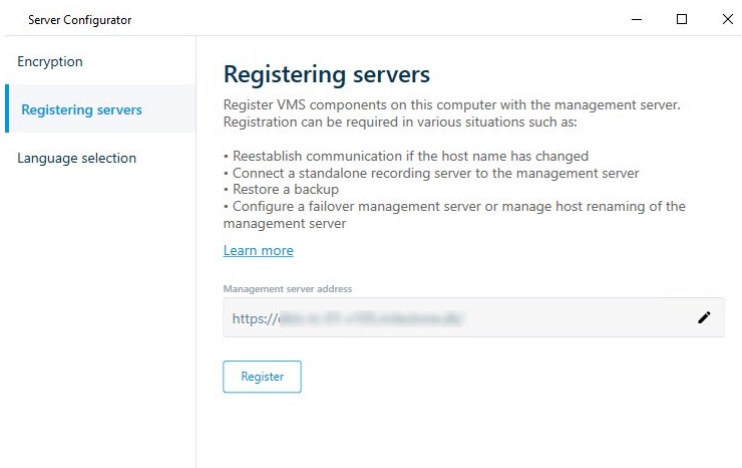 Server Configurator
Encryption
Registering servers
Language selection
Registering servers
Register VMS components on this computer with the management server.
Registration can be required in various situations such as:
• Reestablish communication if the host name has changed
• Connect a standalone recording server to the management server
• Restore a backup
• Configure a failover management server or manage host renaming of the
management server
Learn more
Management server address
https://
Register